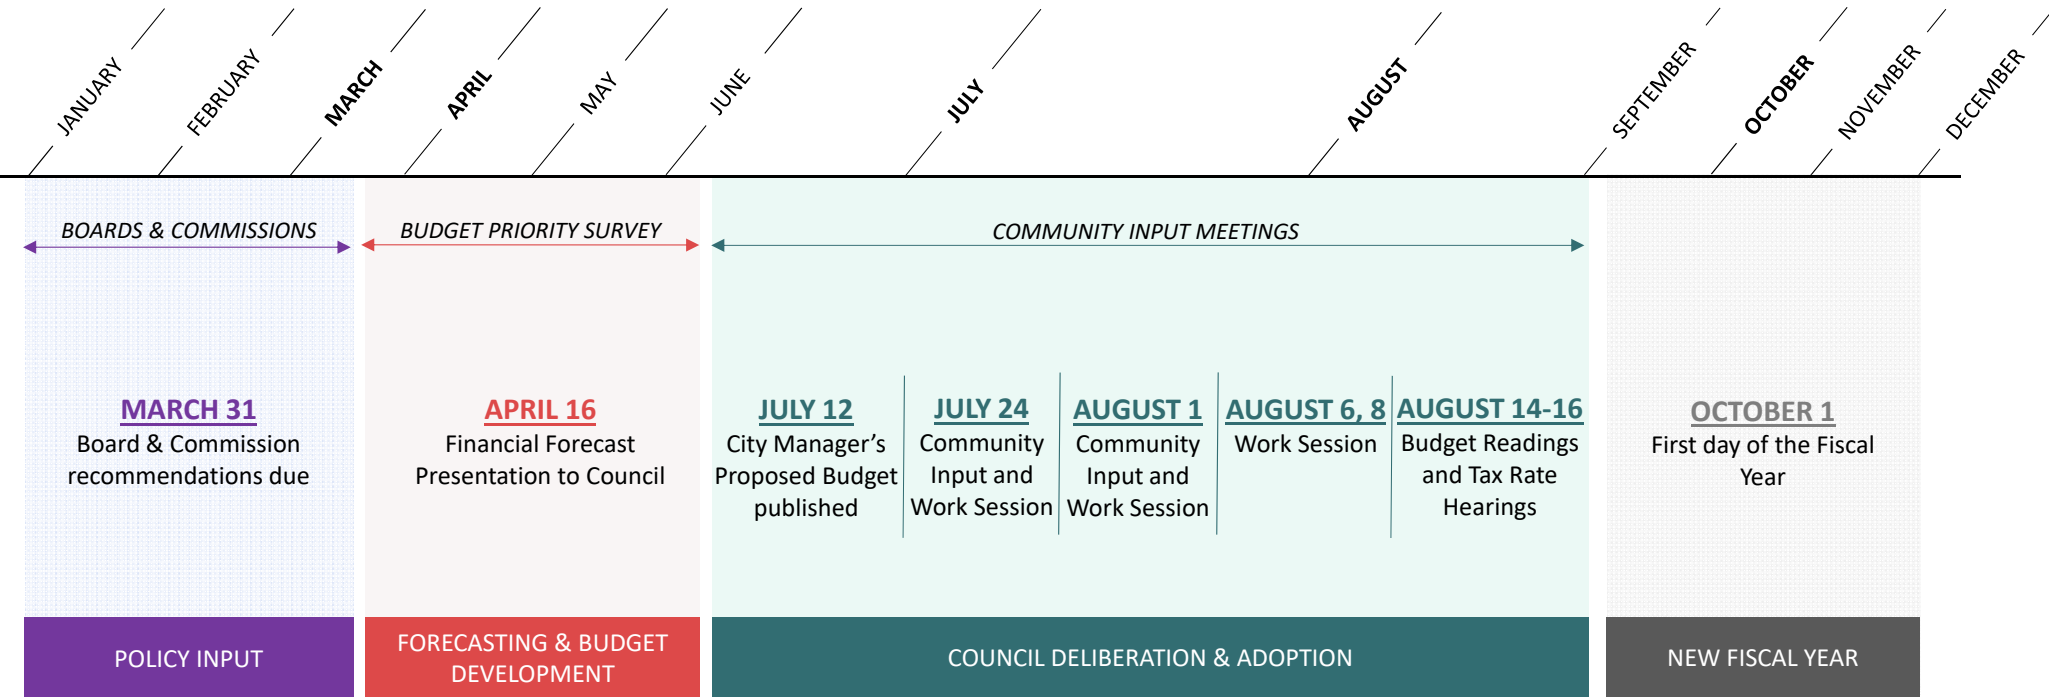 JANUARY
FEBRUARY
MARCH
APRIL
MAY
JUNE
JULY
AUGUST
SEPTEMBER
OCTOBER
NOVEMBER
DECEMBER
BOARDS & COMMISSIONS
BUDGET PRIORITY SURVEY
COMMUNITY INPUT MEETINGS
MARCH 31
Board & Commission
recommendations due
APRIL 16
Financial Forecast
Presentation to Council
JULY 12
City Manager’s
Proposed Budget
published
JULY 24
Community
Input and
Work Session
AUGUST 1
Community
Input and
Work Session
AUGUST 6, 8
Work Session
AUGUST 14-16
Budget Readings
and Tax Rate
Hearings
OCTOBER 1
First day of the Fiscal
Year
POLICY INPUT
FORECASTING & BUDGET
DEVELOPMENT
COUNCIL DELIBERATION & ADOPTION
NEW FISCAL YEAR